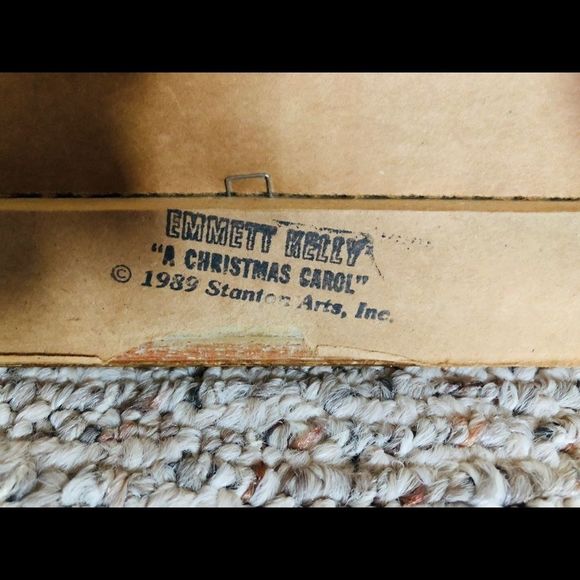 EMMETT KELLY
"A CHRISTMAS CAROL"
© 1989 Stanton Arts, Inc.